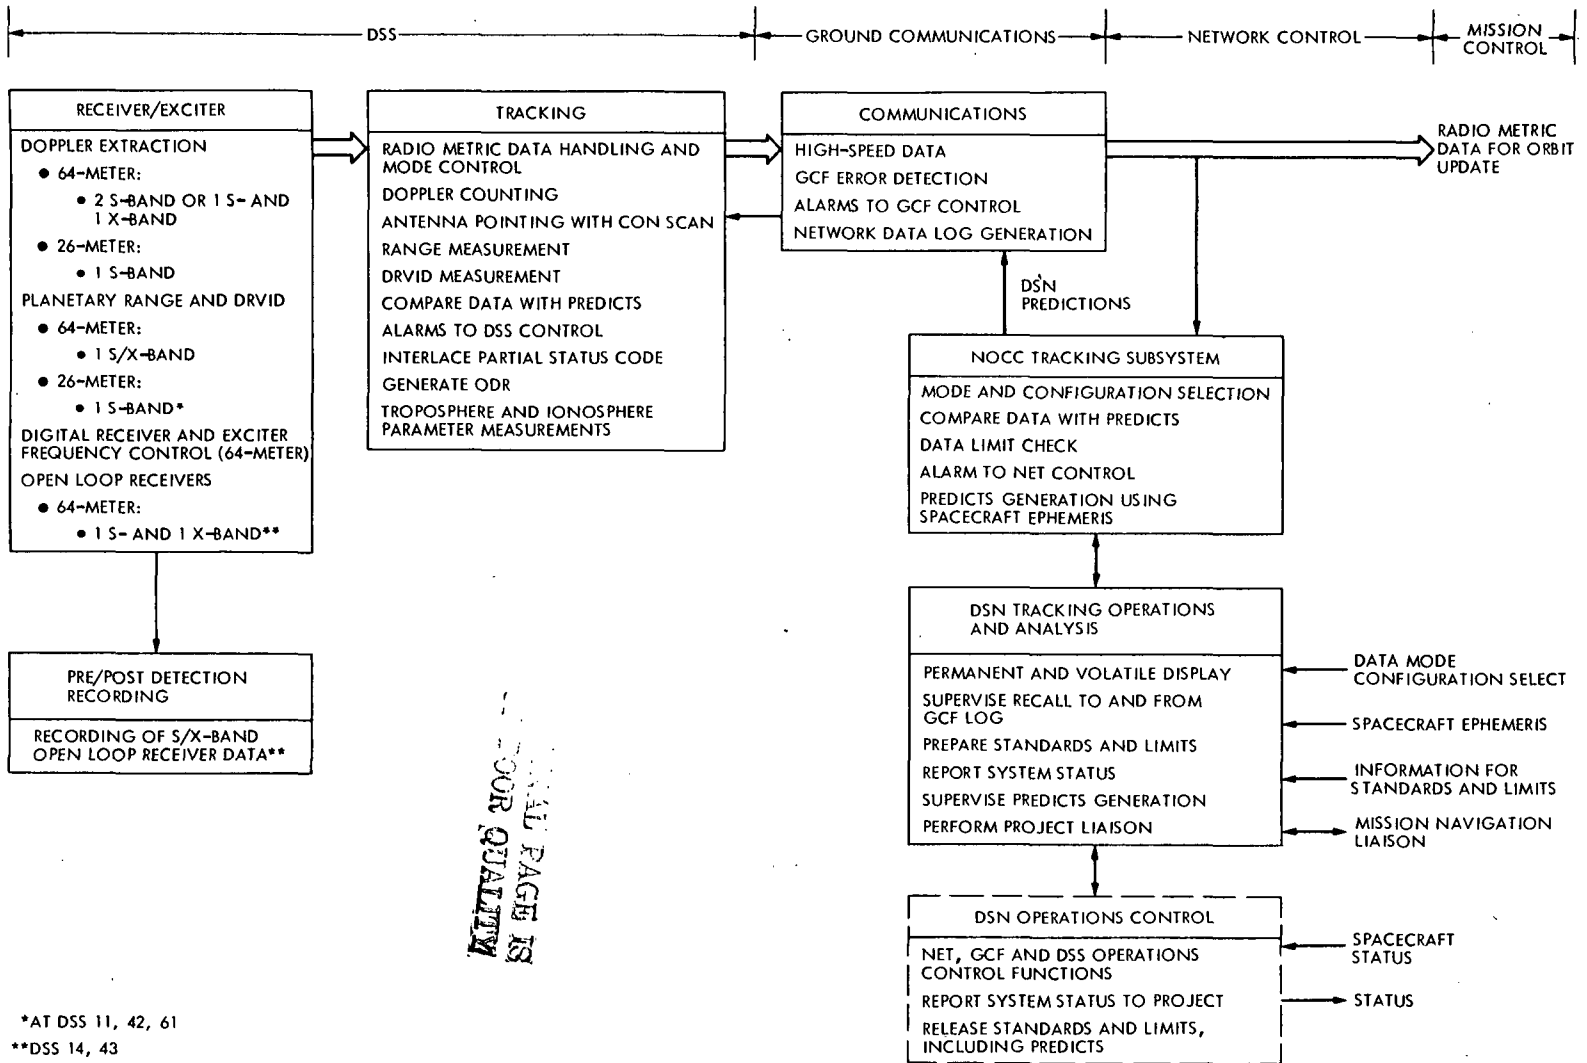 DSS
GROUND COMMUNICATIONS
NETWORK CONTROL
MISSION
CONTROL
RECEIVER/EXCITER
DOPPLER EXTRACTION
• 64-METER:
• 2 S-BAND OR 1 S- AND
1 X-BAND
• 26-METER:
• 1 S-BAND
PLANETARY RANGE AND DRVID
• 64-METER:
• 1 S/X-BAND
• 26-METER:
• 1 S-BAND*
DIGITAL RECEIVER AND EXCITER
FREQUENCY CONTROL (64-METER)
OPEN LOOP RECEIVERS
• 64-METER:
• 1 S- AND 1 X-BAND**
TRACKING
RADIO METRIC DATA HANDLING AND
MODE CONTROL
DOPPLER COUNTING
ANTENNA POINTING WITH CON SCAN
RANGE MEASUREMENT
DRVID MEASUREMENT
COMPARE DATA WITH PREDICTS
ALARMS TO DSS CONTROL
INTERLACE PARTIAL STATUS CODE
GENERATE ODR
TROPOSPHERE AND IONOSPHERE
PARAMETER MEASUREMENTS
COMMUNICATIONS
HIGH-SPEED DATA
GCF ERROR DETECTION
ALARMS TO GCF CONTROL
NETWORK DATA LOG GENERATION
RADIO METRIC
DATA FOR ORBIT
UPDATE
DSN
PREDICTIONS
NOCC TRACKING SUBSYSTEM
MODE AND CONFIGURATION SELECTION
COMPARE DATA WITH PREDICTS
DATA LIMIT CHECK
ALARM TO NET CONTROL
PREDICTS GENERATION USING
SPACECRAFT EPHEMERIS
PRE/POST DETECTION
RECORDING
RECORDING OF S/X-BAND
OPEN LOOP RECEIVER DATA**
DSN TRACKING OPERATIONS
AND ANALYSIS
PERMANENT AND VOLATILE DISPLAY
SUPERVISE RECALL TO AND FROM
GCF LOG
PREPARE STANDARDS AND LIMITS
REPORT SYSTEM STATUS
SUPERVISE PREDICTS GENERATION
PERFORM PROJECT LIAISON
DATA MODE
CONFIGURATION SELECT
SPACECRAFT EPHEMERIS
INFORMATION FOR
STANDARDS AND LIMITS
MISSION NAVIGATION
LIAISON
DSN OPERATIONS CONTROL
NET, GCF AND DSS OPERATIONS
CONTROL FUNCTIONS
REPORT SYSTEM STATUS TO PROJECT
RELEASE STANDARDS AND LIMITS,
INCLUDING PREDICTS
SPACECRAFT
STATUS
STATUS
PAGE IS
QUALITY
*AT DSS 11, 42, 61
**DSS 14, 43